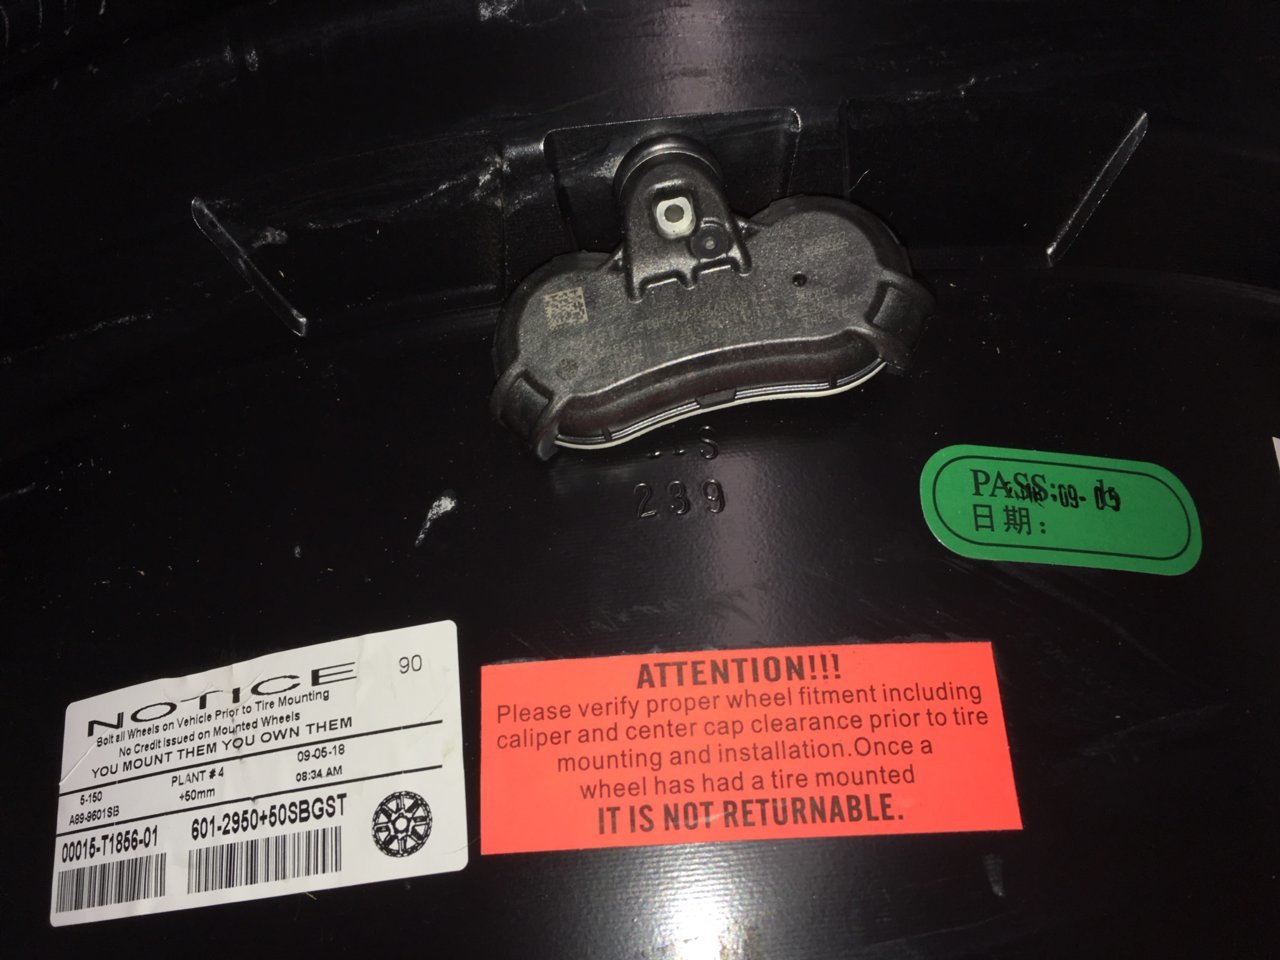 239
PASS:
日期：
NOTICE
90
Bolt all Wheels on Vehicle Prior to Tire Mounting
No Credit Issued on Mounted Wheels
YOU MOUNT THEM YOU OWN THEM
5-150
PLANT #4
09-05-18
A89-9601SB
+50mm
08:34 AM
00015-T1856-01
601-2950+50SBGST
ATTENTION!!!
Please verify proper wheel fitment including
caliper and center cap clearance prior to tire
mounting and installation.Once a
wheel has had a tire mounted
IT IS NOT RETURNABLE.